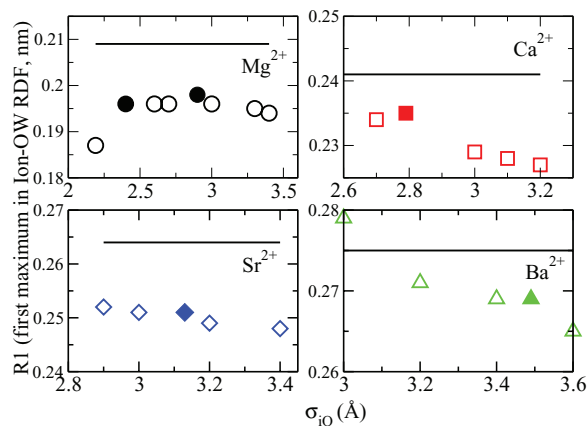 R1 (first maximum in Ion-OW RDF, nm)
0.21
0.2
0.19
0.18
2 2.5 3 3.5
Mg²⁺
0.25
0.24
0.23
2.6 2.8 3 3.2
Ca²⁺
0.27
0.26
0.25
0.24
2.8 3 3.2 3.4
Sr²⁺
0.28
0.27
0.26
3 3.2 3.4 3.6
Ba²⁺
σiO (Å)